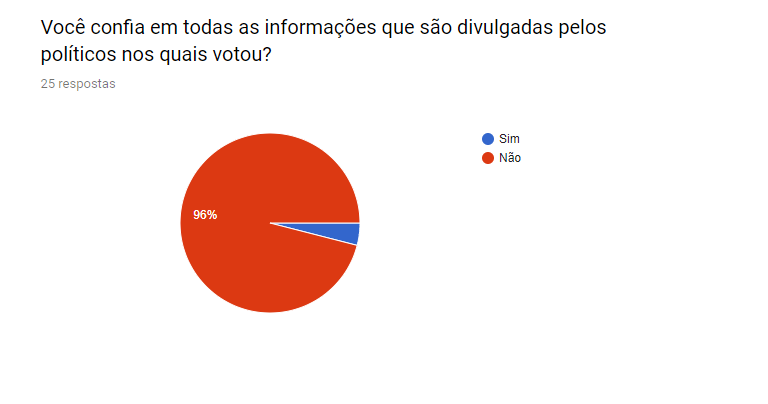 Você confia em todas as informações que são divulgadas pelos
políticos nos quais votou?
25 respostas
Sim
Não
96%